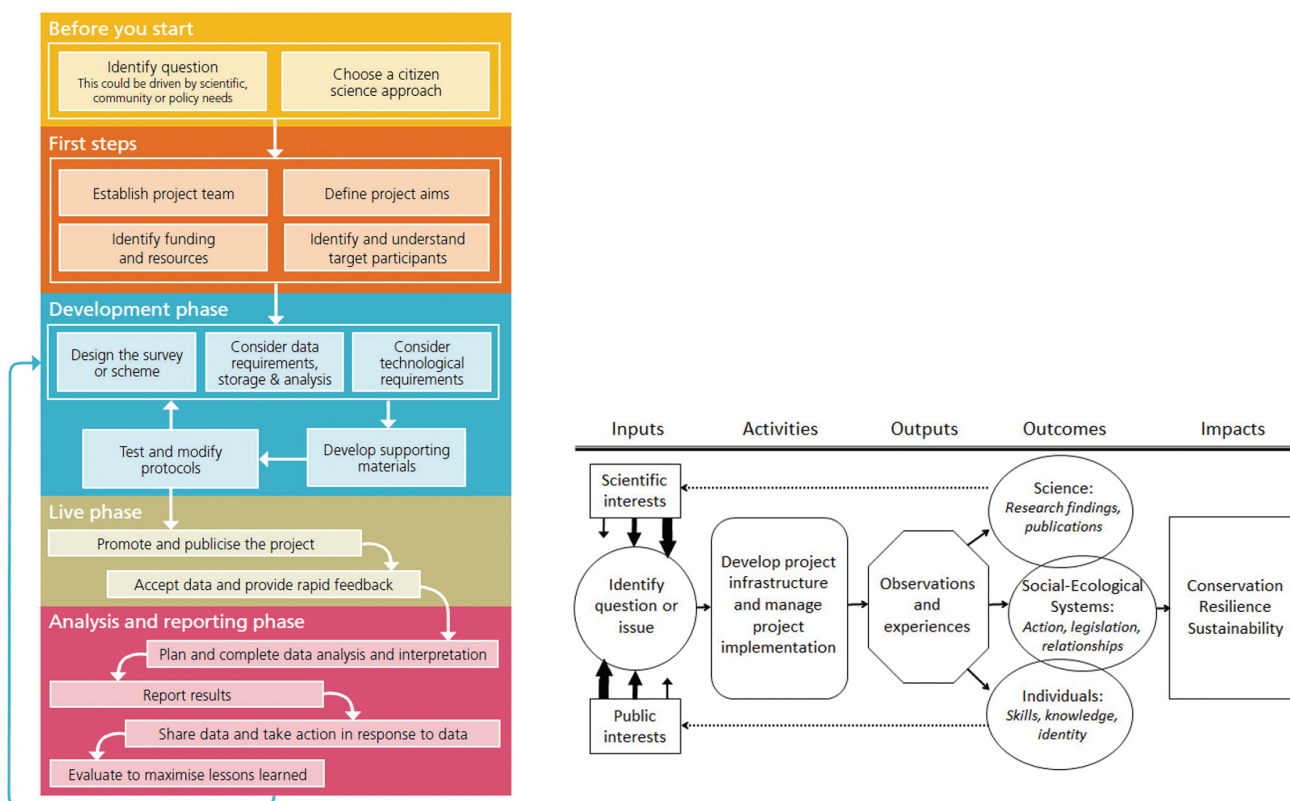 Before you start
Identify question
This could be driven by scientific,
community or policy needs
Choose a citizen
science approach
First steps
Establish project team
Define project aims
Identify funding
and resources
Identify and understand
target participants
Development phase
Design the survey
or scheme
Consider data
requirements,
storage & analysis
Consider
technological
requirements
Test and modify
protocols
Develop supporting
materials
Live phase
Promote and publicise the project
Accept data and provide rapid feedback
Analysis and reporting phase
Plan and complete data analysis and interpretation
Report results
Share data and take action in response to data
Evaluate to maximise lessons learned
Inputs
Activities
Outputs
Outcomes
Impacts
Scientific
interests
Identify
question or
issue
Public
interests
Develop project
infrastructure
and manage
project
implementation
Observations
and
experiences
Science:
Research findings,
publications
Social-Ecological
Systems:
Action, legislation,
relationships
Individuals:
Skills, knowledge,
identity
Conservation
Resilience
Sustainability